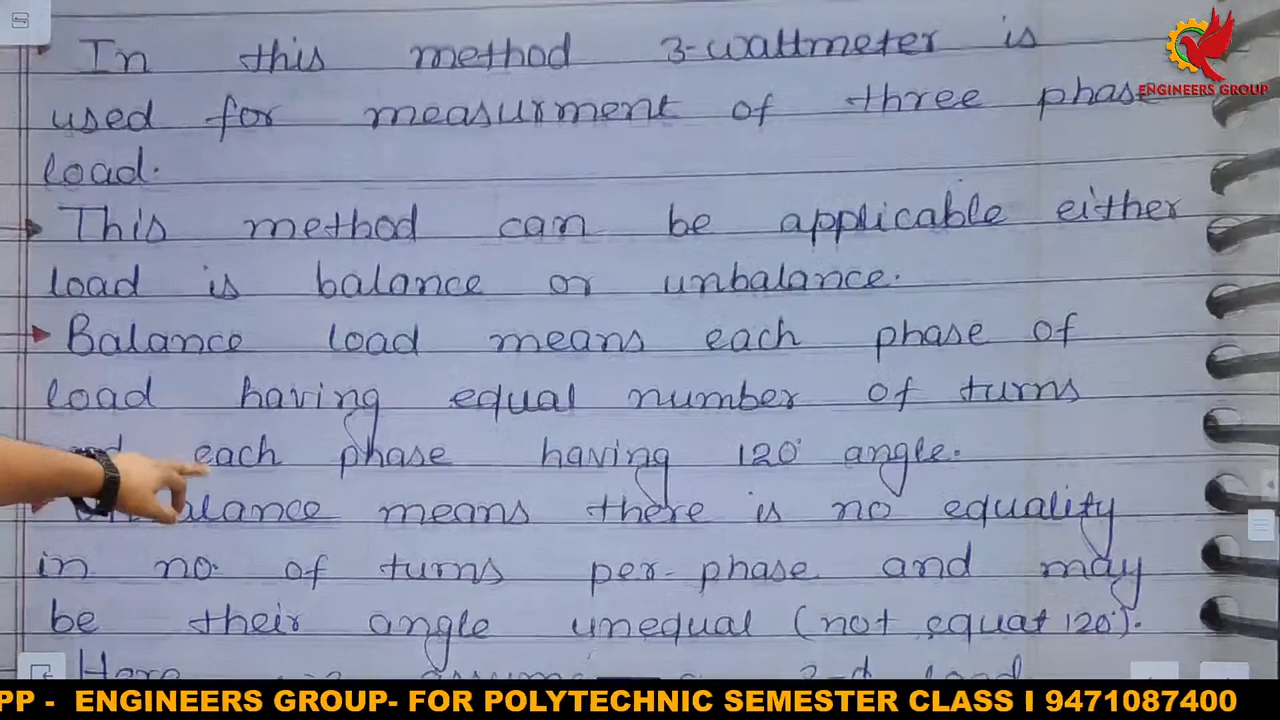 In this method 3-wattmeter is
ENGINEERS GROUP
used for measurment of three phase
load.
This method can be applicable either
load is balance or unbalance.
Balance load means each phase of
load having equal number of turns
each phase having 120° angle.
means there is no equality
in no. of turns per-phase and may
be their angle unequal (not equat 120°).
Here
load
PP - ENGINEERS GROUP- FOR POLYTECHNIC SEMESTER CLASS I 9471087400